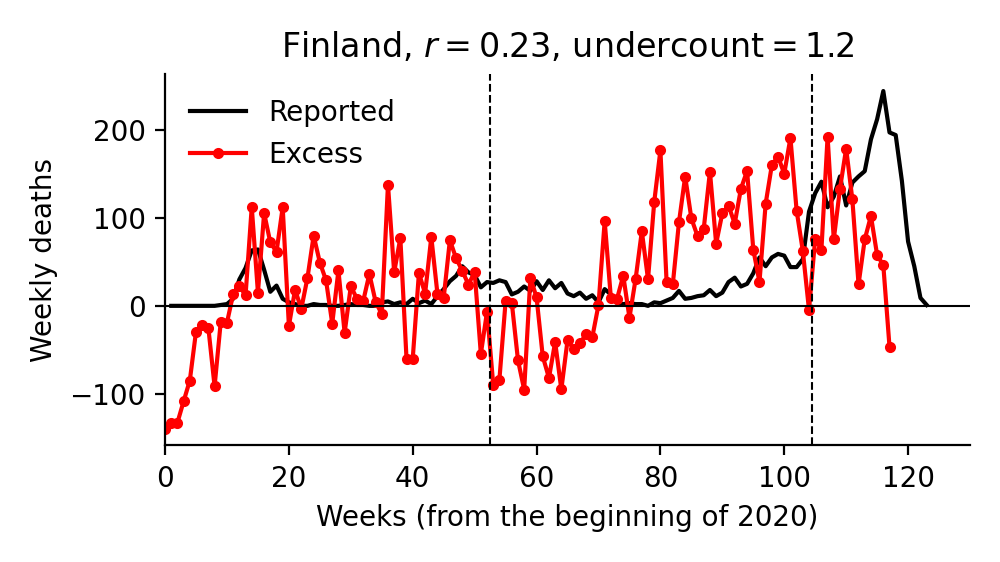 Finland, r = 0.23, undercount = 1.2
Reported
Excess
Weekly deaths
200
100
0
−100
0 20 40 60 80 100 120
Weeks (from the beginning of 2020)